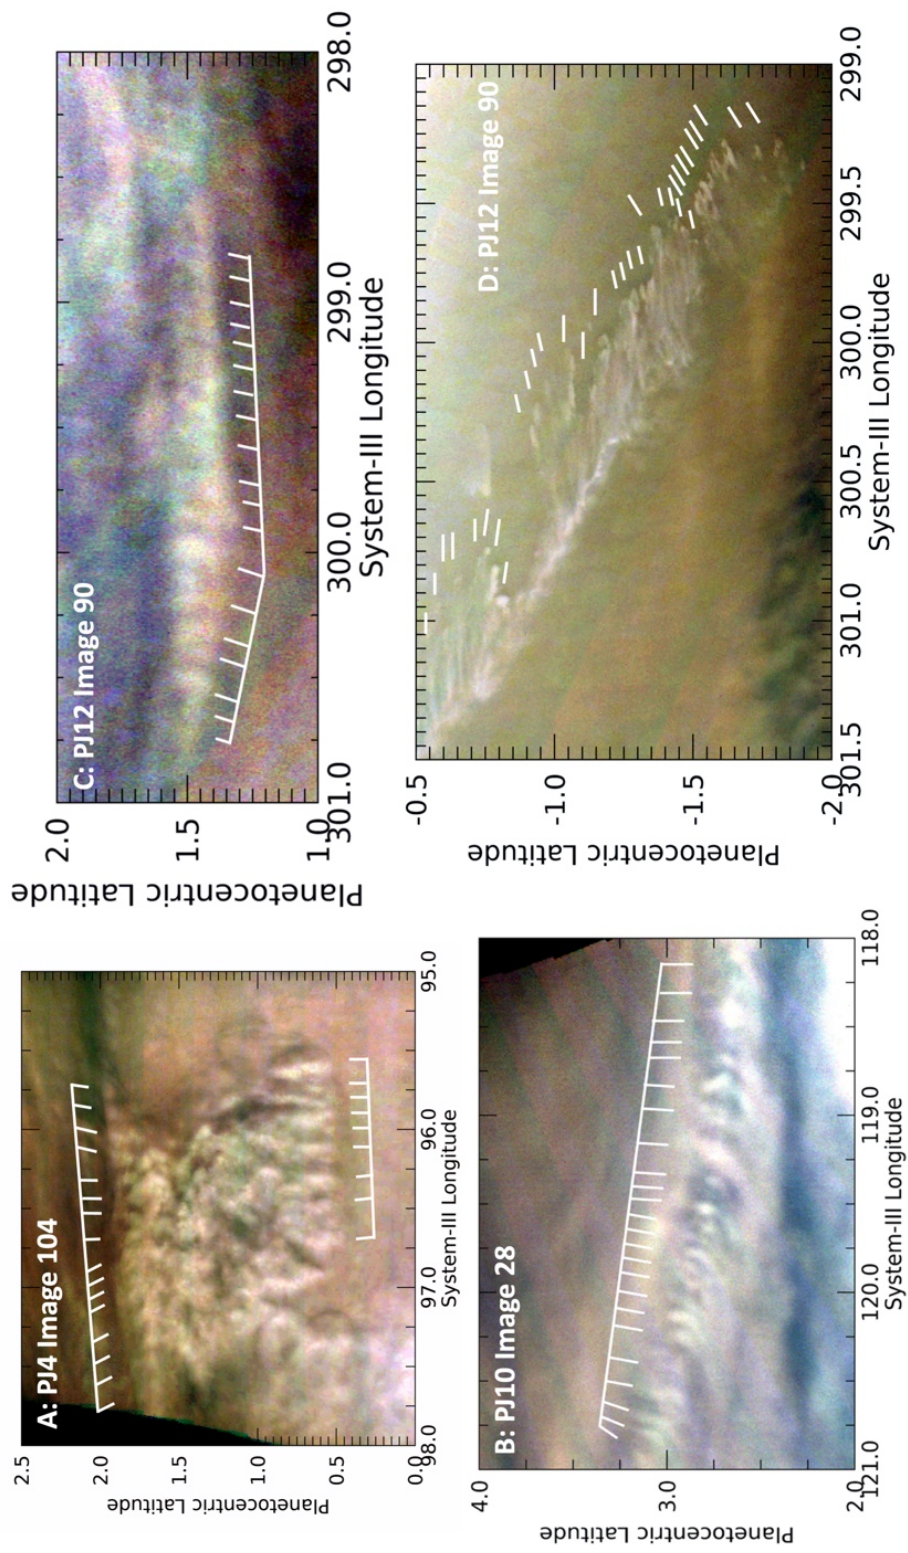 A: PJ4 Image 104
Planetocentric Latitude
2.5
2.0
1.5
1.0
0.5
0.0
98.0 97.0 96.0 95.0
System-III Longitude
C: PJ12 Image 90
Planetocentric Latitude
2.0
1.5
1.0
301.0 300.0 299.0 298.0
System-III Longitude
B: PJ10 Image 28
Planetocentric Latitude
4.0
3.0
2.0
121.0 120.0 119.0 118.0
System-III Longitude
D: PJ12 Image 90
Planetocentric Latitude
-0.5
-1.0
-1.5
-2.0
301.5 301.0 300.5 300.0 299.5 299.0
System-III Longitude